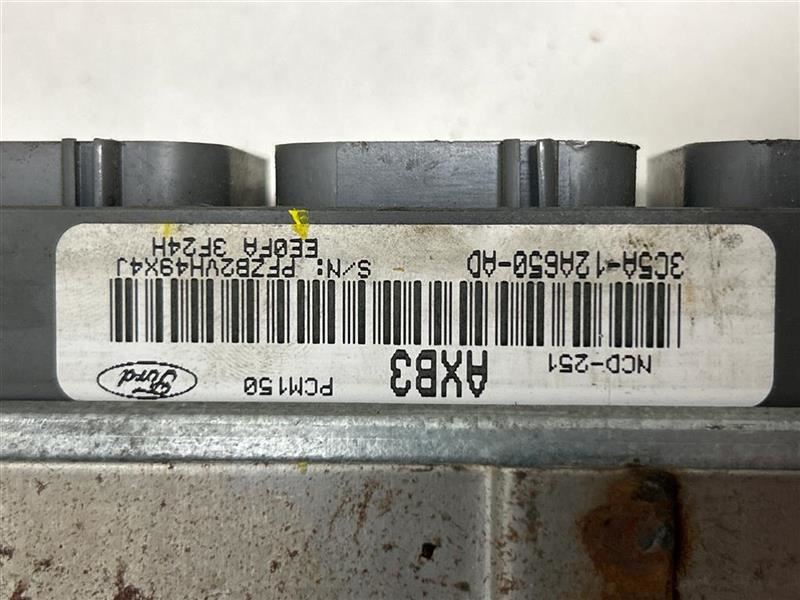 Ford
PCM150
AXB3
NCD-251
S/N: PFZB2VH49X4J
3C5A-12A650-AD
EE0FA 3F24H